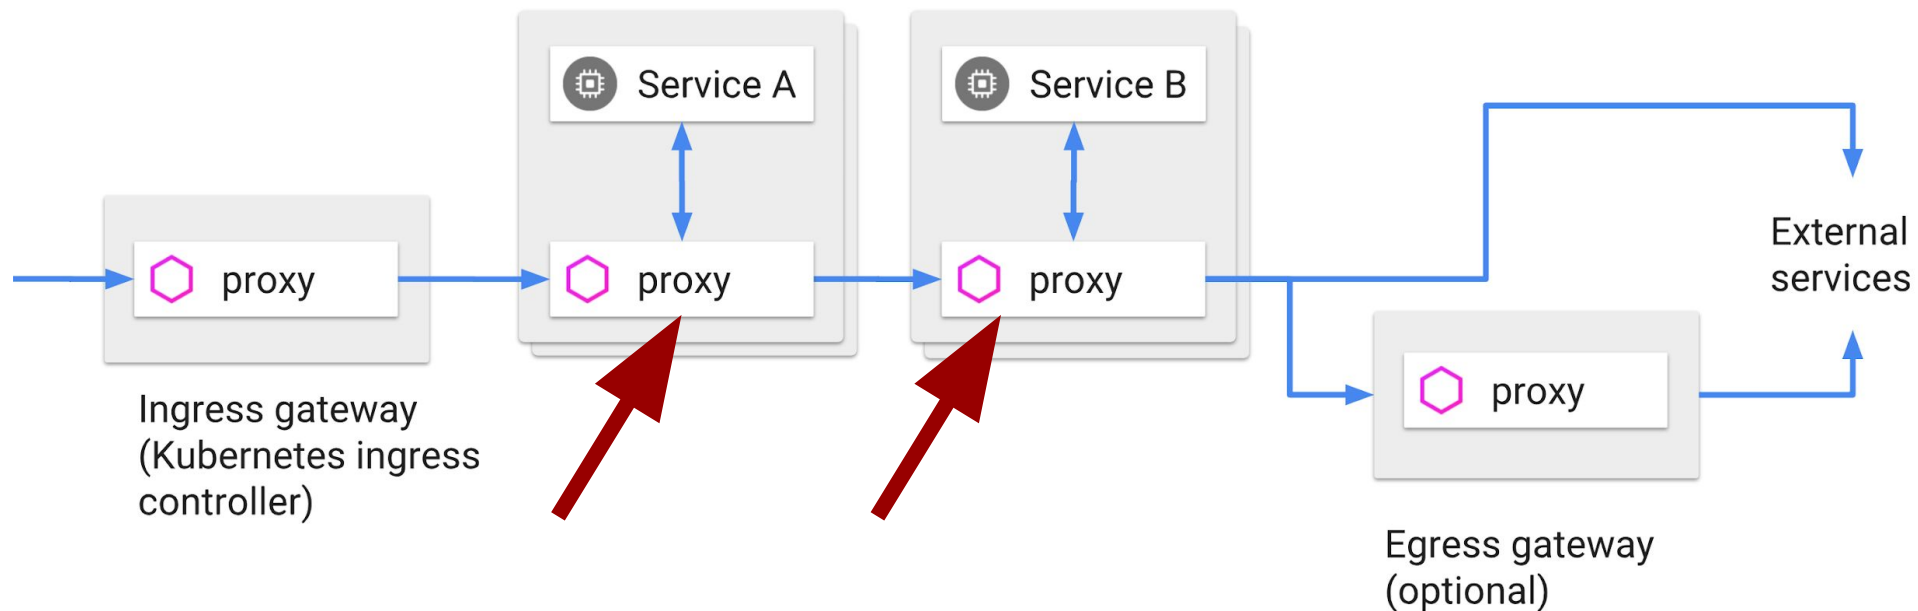 Service A
Service B
proxy
proxy
proxy
External
services
proxy
Ingress gateway
(Kubernetes ingress
controller)
Egress gateway
(optional)